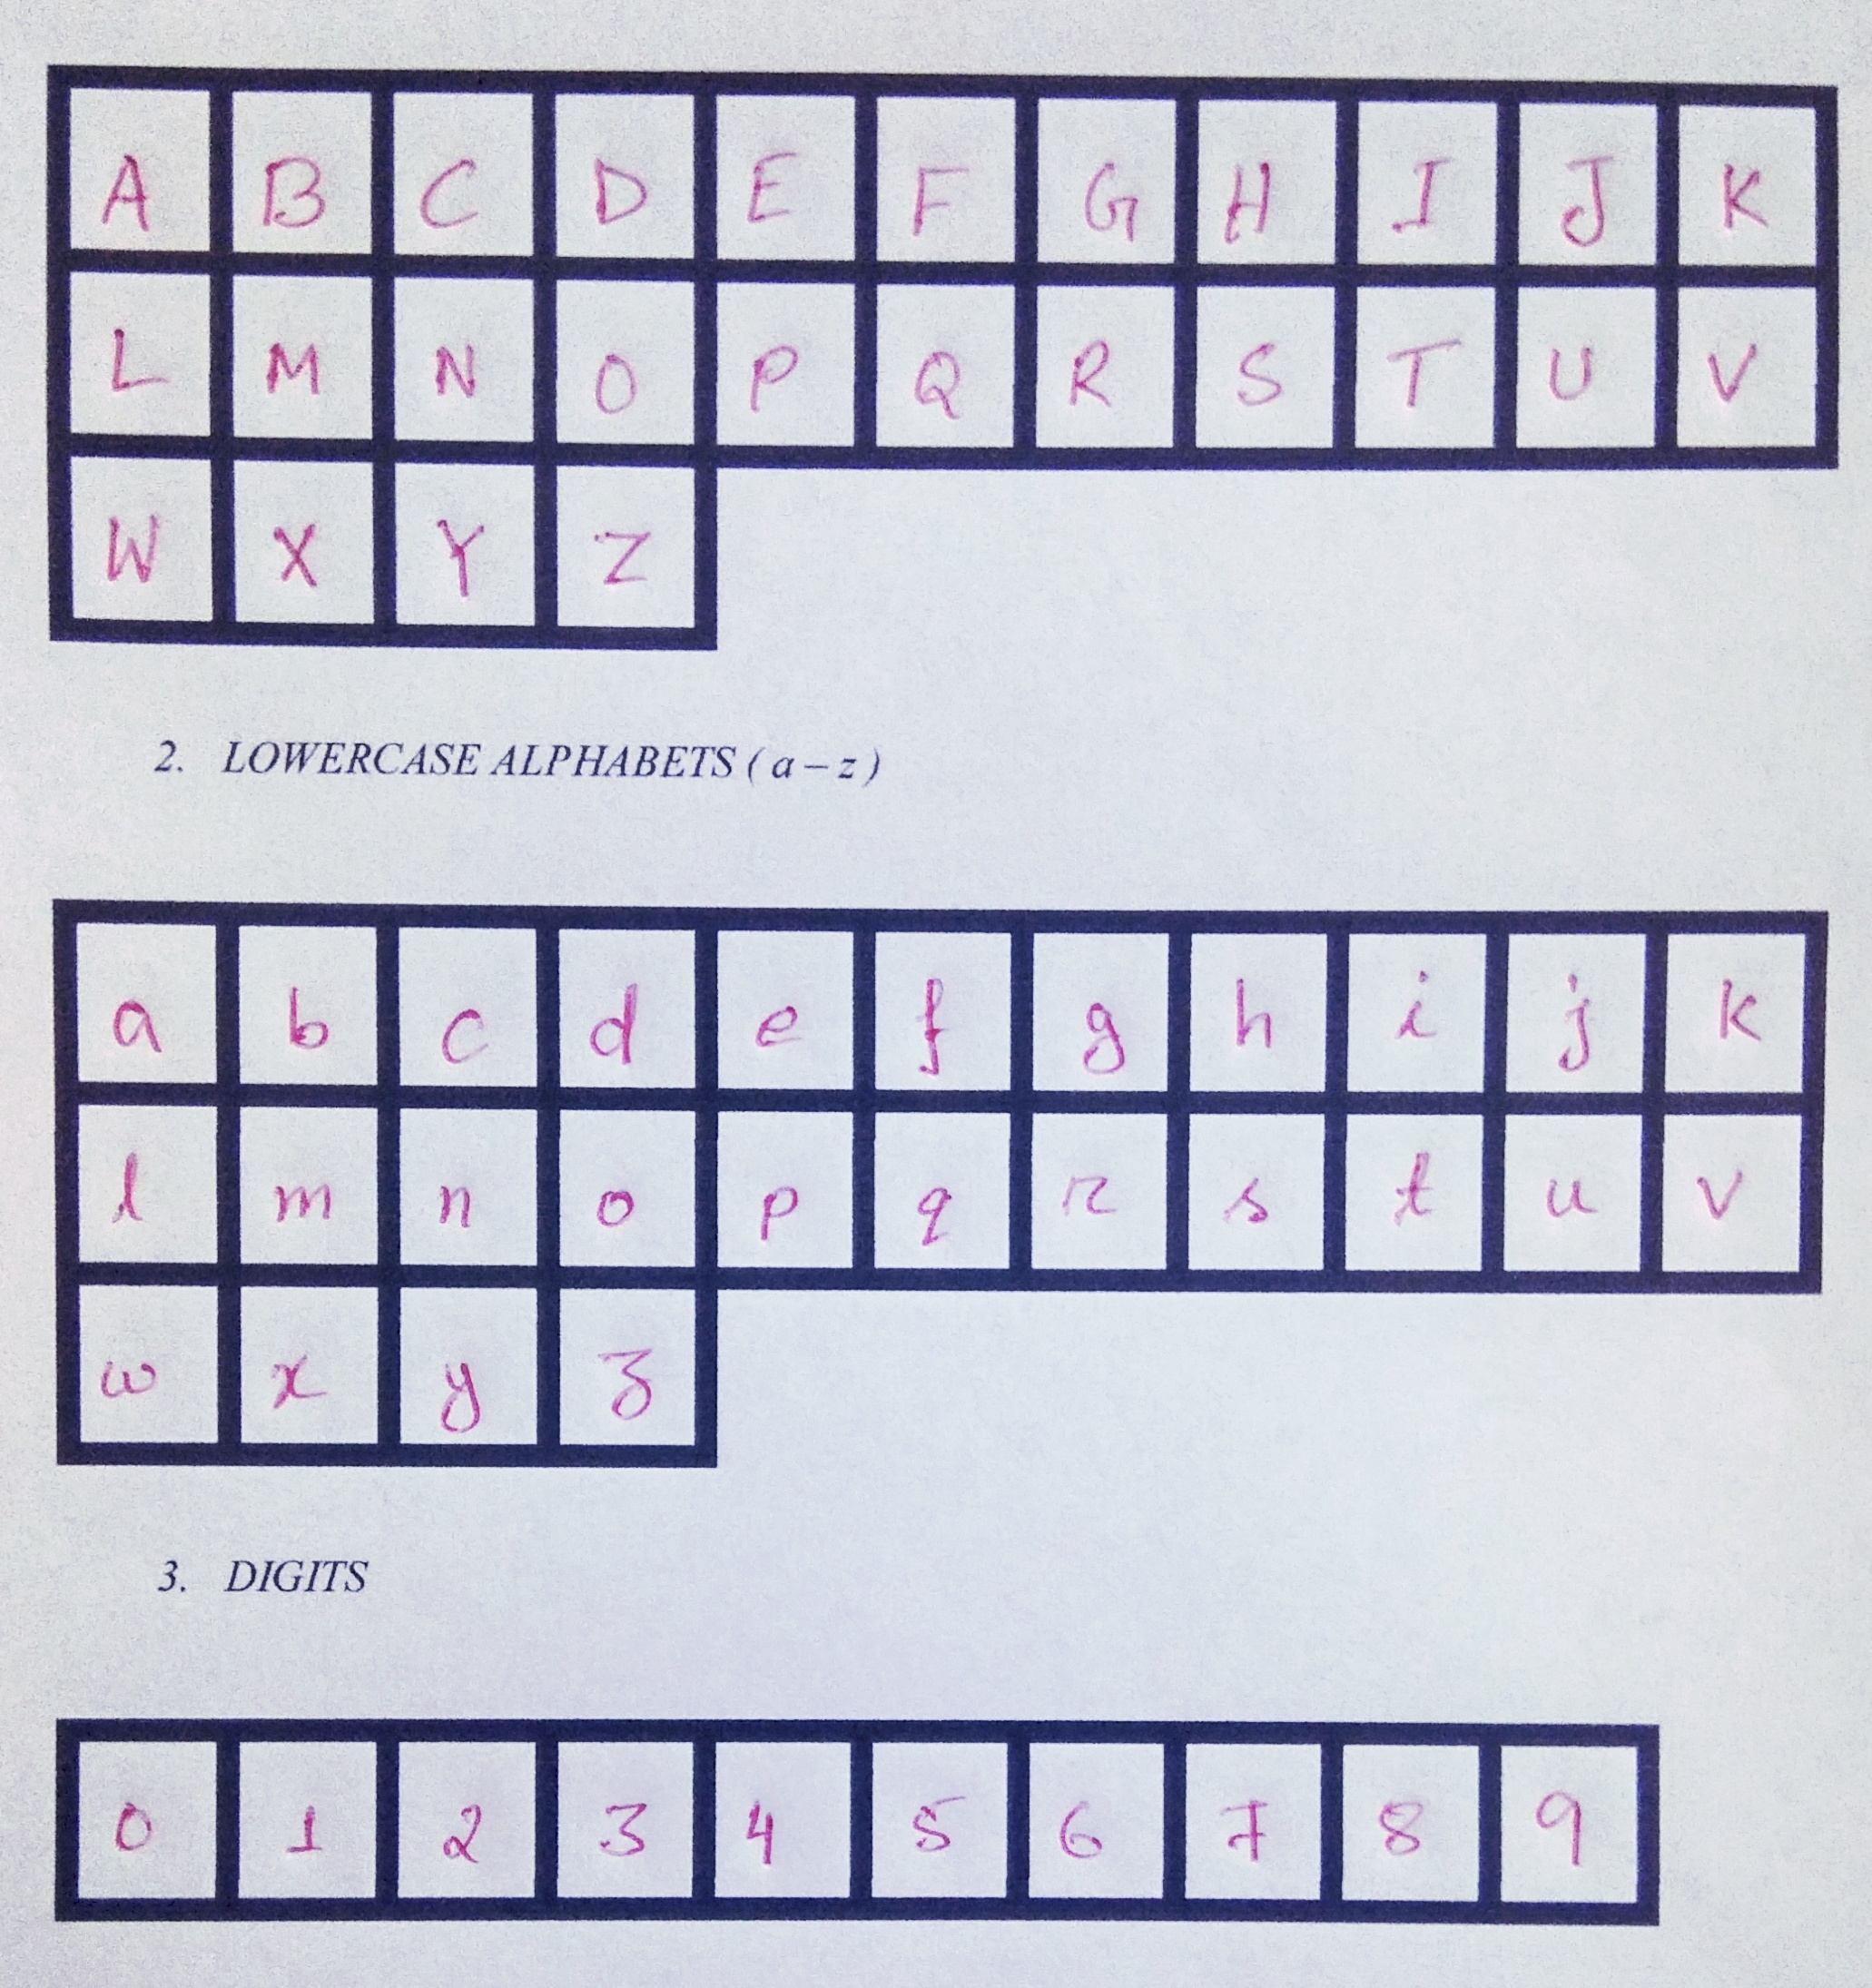 A B C D E F G H I J K
L M N O P Q R S T U V
W X Y Z
2. LOWERCASE ALPHABETS ( a – z )
a b c d e f g h i j k
l m n o p q r s t u v
w x y z
3. DIGITS
0 1 2 3 4 5 6 7 8 9